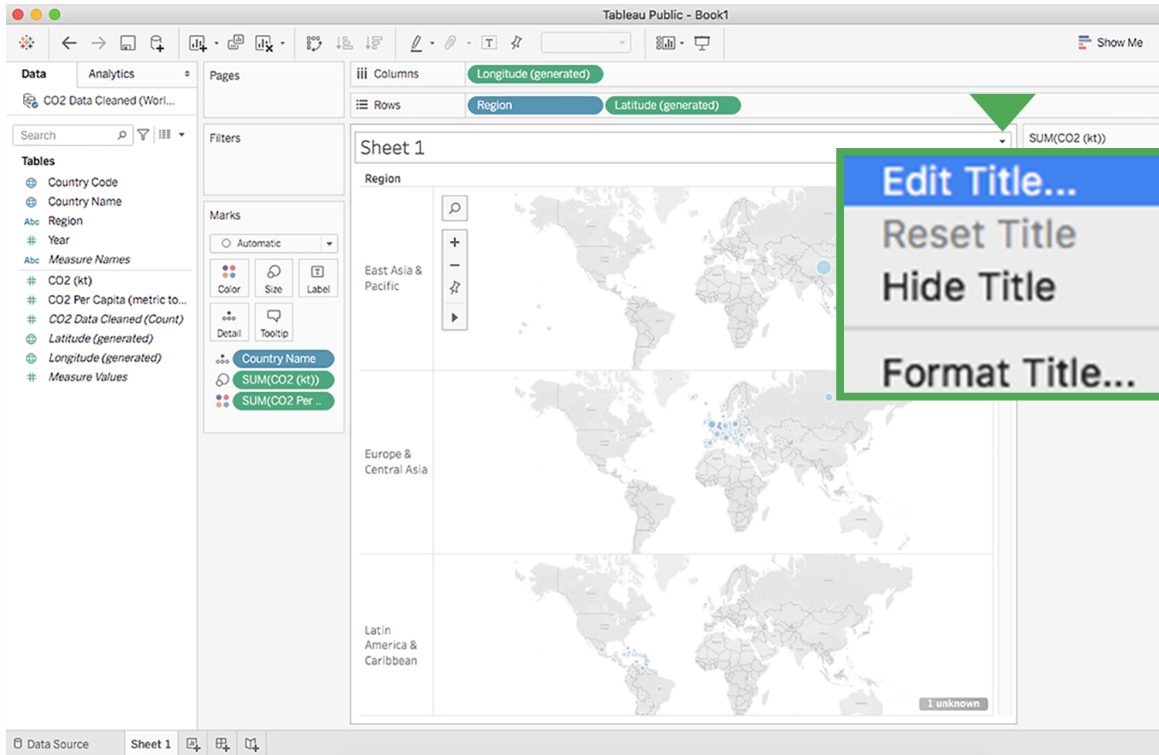 Tableau Public - Book1
Show Me
Data
Analytics
CO2 Data Cleaned (Worl...
Search
Tables
Country Code
Country Name
Abc Region
Year
Abc Measure Names
CO2 (kt)
CO2 Per Capita (metric to...
CO2 Data Cleaned (Count)
Latitude (generated)
Longitude (generated)
Measure Values
Pages
Filters
Marks
Automatic
Color
Size
Label
Detail
Tooltip
Country Name
SUM(CO2 (kt))
SUM(CO2 Per ..
Columns
Longitude (generated)
Rows
Region
Latitude (generated)
Sheet 1
SUM(CO2 (kt))
Edit Title...
Reset Title
Hide Title
Format Title...
Region
East Asia &
Pacific
Europe &
Central Asia
Latin
America &
Caribbean
1 unknown
Data Source
Sheet 1